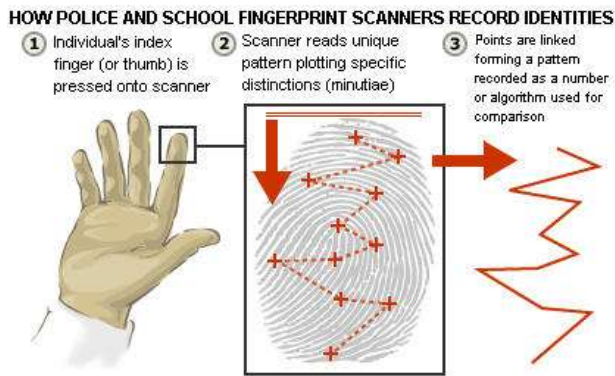 HOW POLICE AND SCHOOL FINGERPRINT SCANNERS RECORD IDENTITIES
1 Individual's index
finger (or thumb) is
pressed onto scanner
2 Scanner reads unique
pattern plotting specific
distinctions (minutiae)
3 Points are linked
forming a pattern
recorded as a number
or algorithm used for
comparison